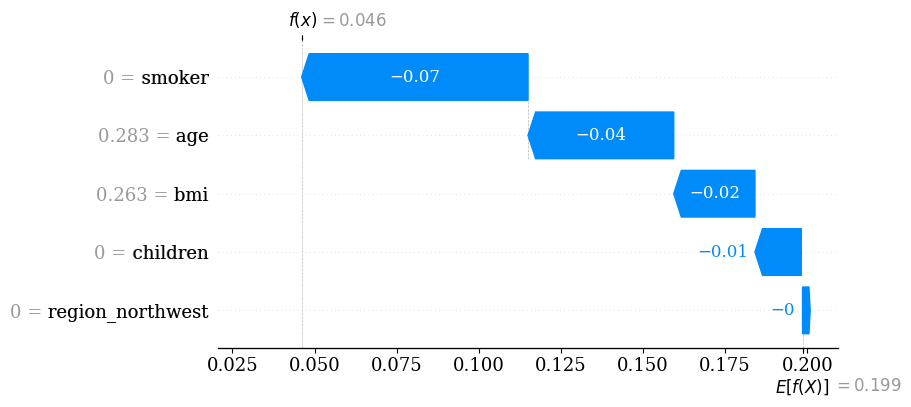 f(x) = 0.046
0 = smoker −0.07
0.283 = age −0.04
0.263 = bmi −0.02
0 = children −0.01
0 = region_northwest −0
0.025 0.050 0.075 0.100 0.125 0.150 0.175 0.200
E[f(X)] = 0.199